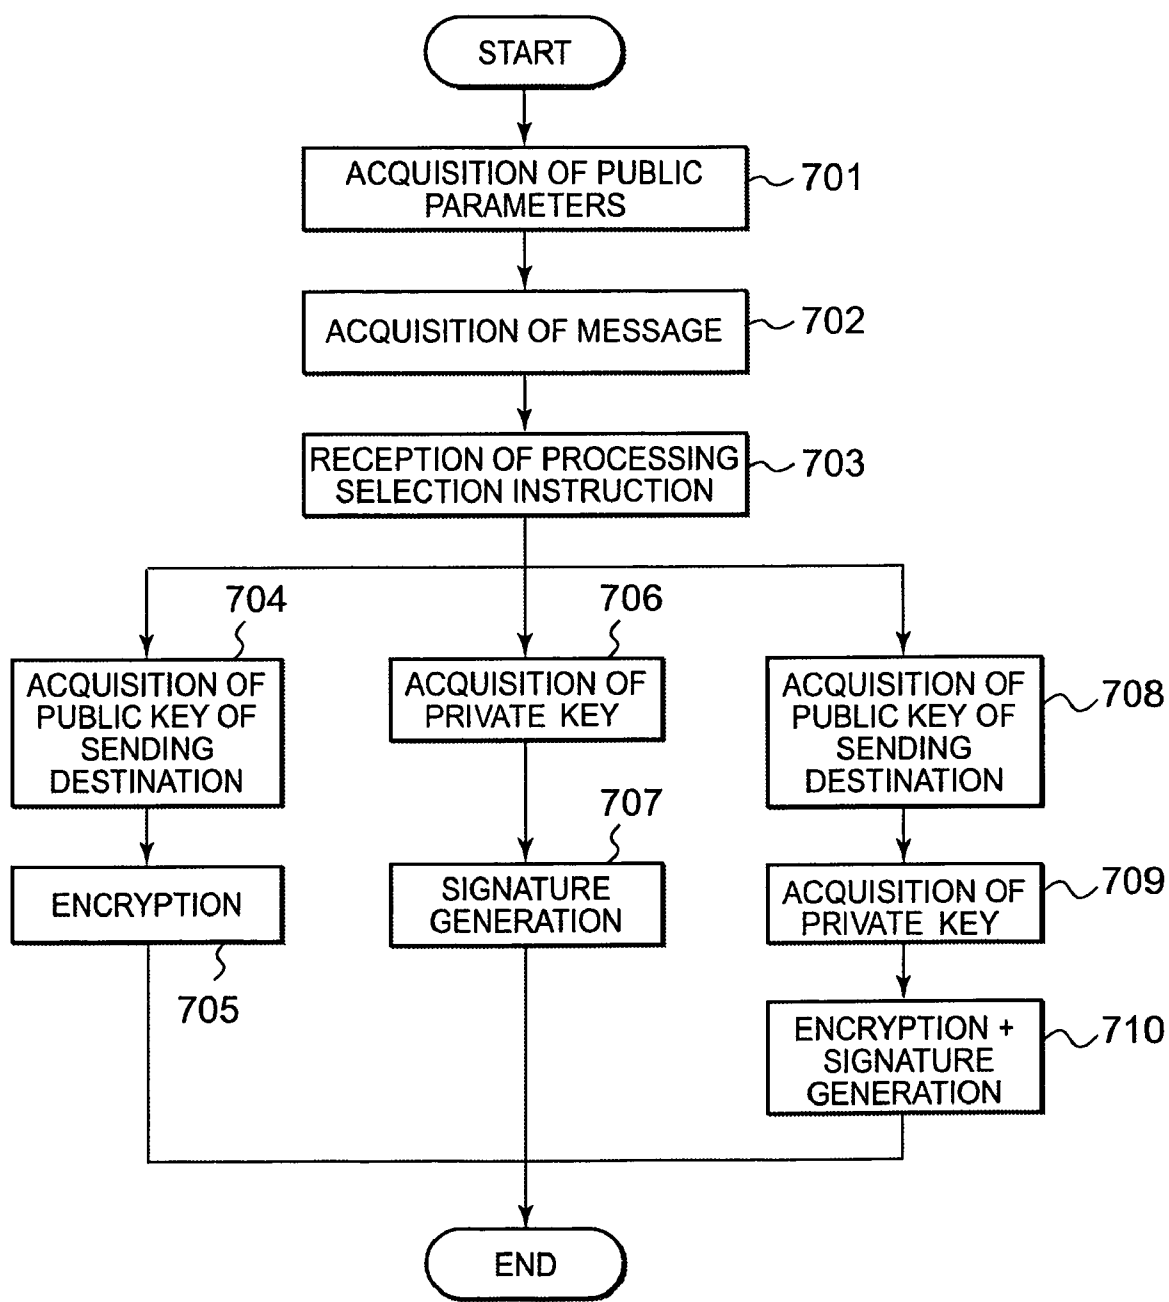 START
ACQUISITION OF PUBLIC
PARAMETERS
701
ACQUISITION OF MESSAGE
702
RECEPTION OF PROCESSING
SELECTION INSTRUCTION
703
704
ACQUISITION OF
PUBLIC KEY OF
SENDING
DESTINATION
ENCRYPTION
705
706
ACQUISITION OF
PRIVATE KEY
707
SIGNATURE
GENERATION
ACQUISITION OF
PUBLIC KEY OF
SENDING
DESTINATION
708
ACQUISITION OF
PRIVATE KEY
709
ENCRYPTION +
SIGNATURE
GENERATION
710
END